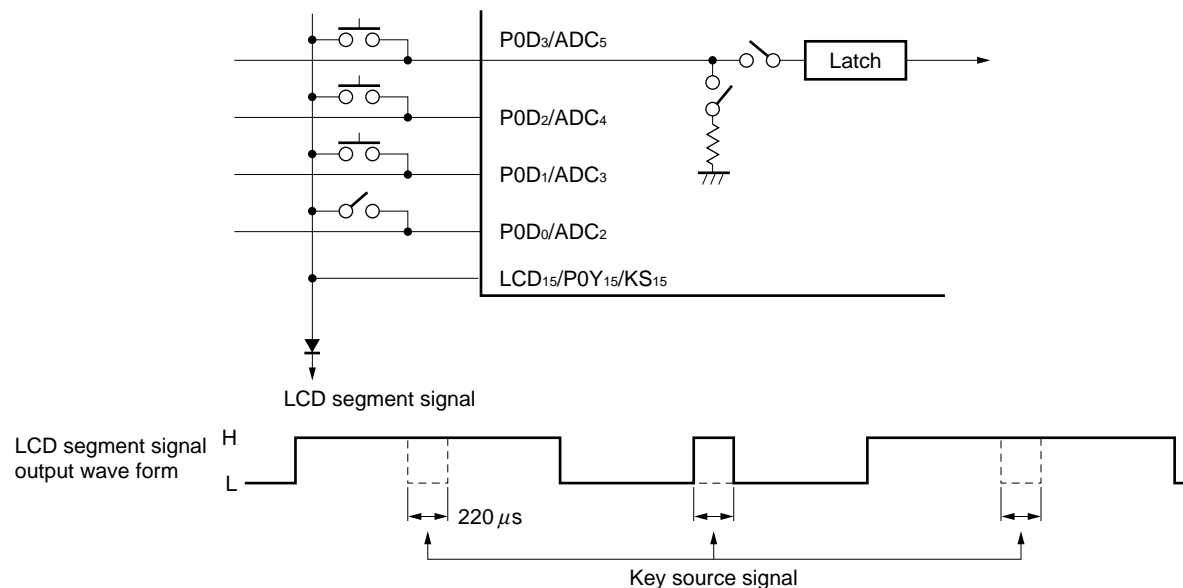 P0D3/ADC5
Latch
P0D2/ADC4
P0D1/ADC3
P0D0/ADC2
LCD15/P0Y15/KS15
LCD segment signal
LCD segment signal
output wave form
H
L
220 μs
Key source signal